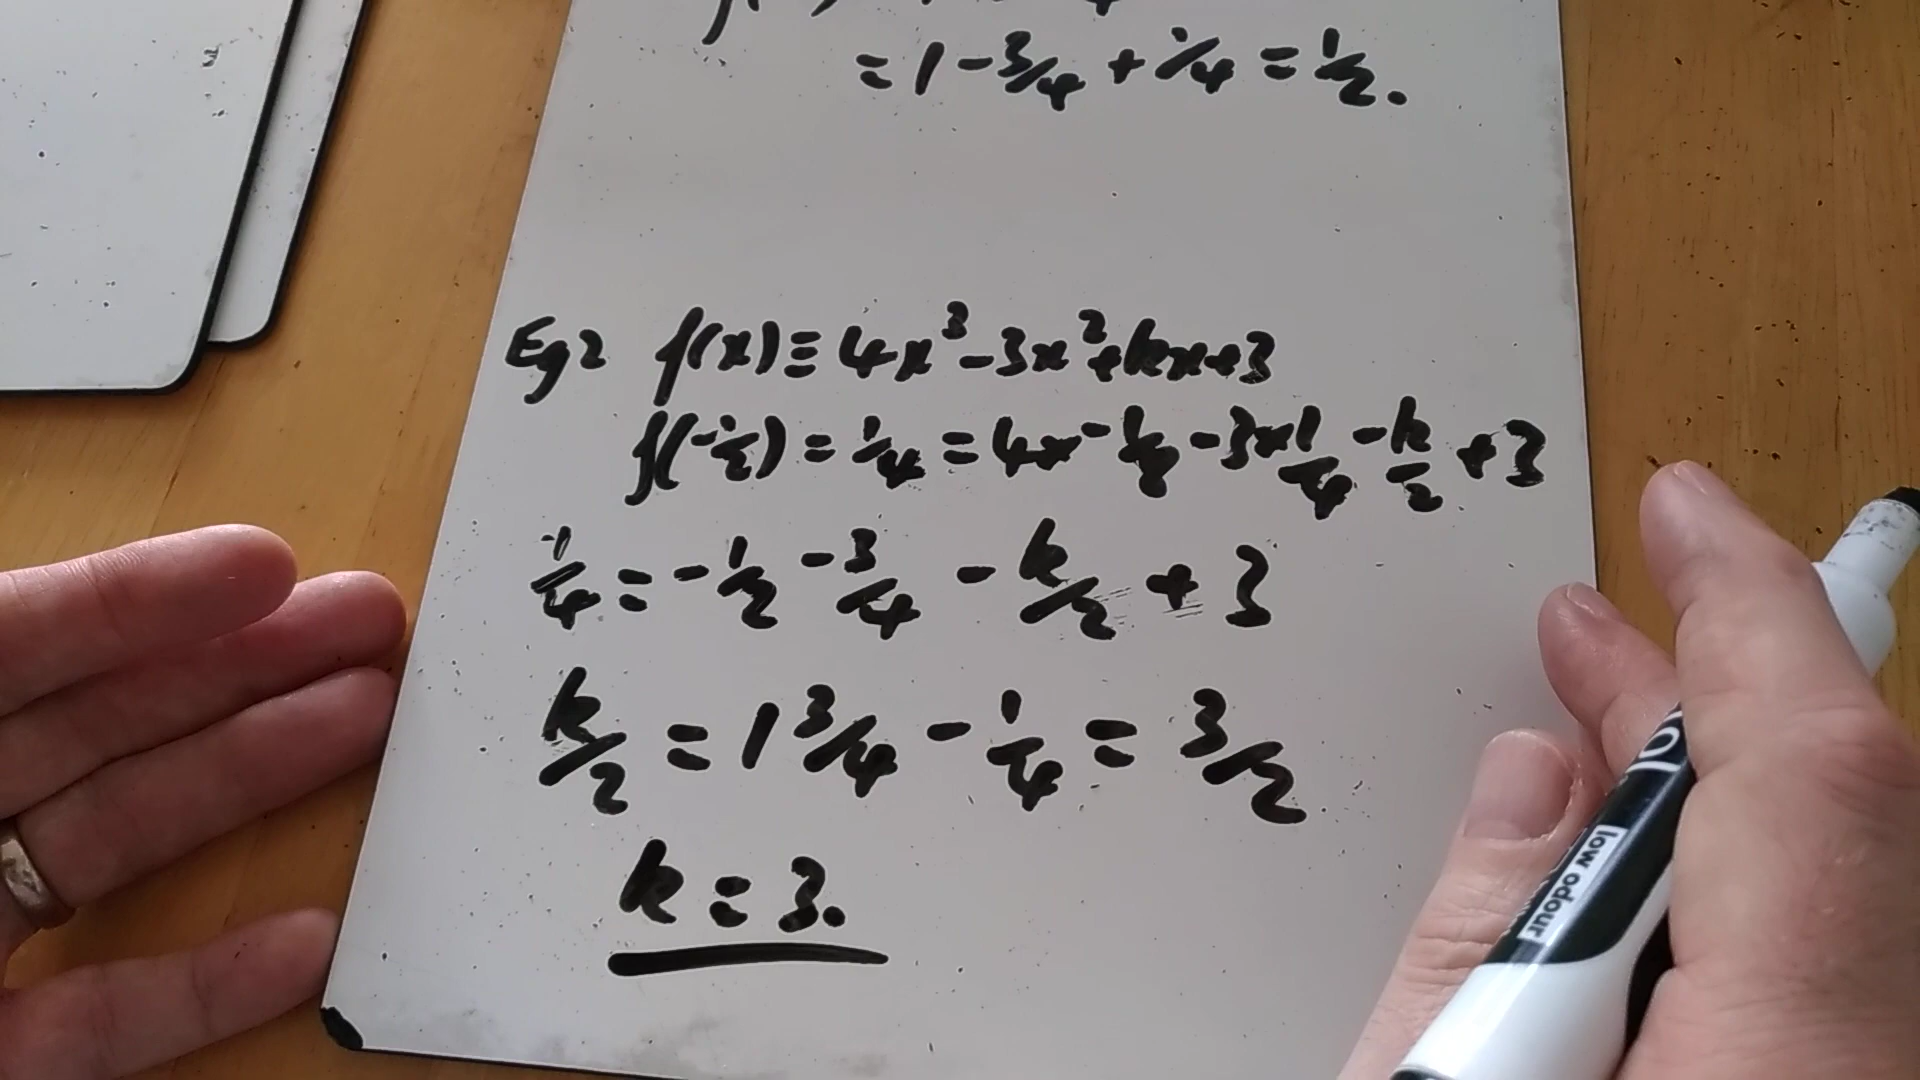 = 1 - 3/4 + 1/4 = 1/2.
Eg2 f(x) ≡ 4x³ - 3x² + kx + 3
f(-1/2) = 1/4 = 4x - 1/8 - 3x 1/4 - k/2 + 3
1/4 = - 1/2 - 3/4 - k/2 + 3
k/2 = 1 3/4 - 1/4 = 3/2
k = 3.
low odour